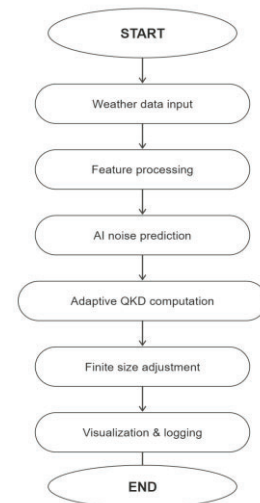 START
Weather data input
Feature processing
AI noise prediction
Adaptive QKD computation
Finite size adjustment
Visualization & logging
END